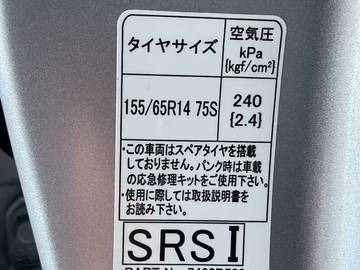 タイヤサイズ
空気圧
kPa
{kgf/cm²}
155/65R14 75S
240
{2.4}
・この車両はスペアタイヤを搭載
しておりません。パンク時は車載
の応急修理キットをご使用下さい。
・使用に際しては取扱説明書を
お読み下さい。
SRS I